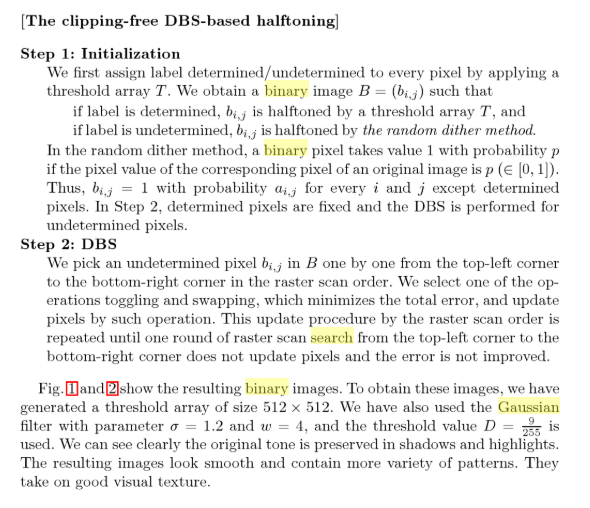 [The clipping-free DBS-based halftoning]
Step 1: Initialization
We first assign label determined/undetermined to every pixel by applying a
threshold array T. We obtain a binary image B = (b_{i,j}) such that
if label is determined, b_{i,j} is halftoned by a threshold array T, and
if label is undetermined, b_{i,j} is halftoned by the random dither method.
In the random dither method, a binary pixel takes value 1 with probability p
if the pixel value of the corresponding pixel of an original image is p (∈ [0, 1]).
Thus, b_{i,j} = 1 with probability a_{i,j} for every i and j except determined
pixels. In Step 2, determined pixels are fixed and the DBS is performed for
undetermined pixels.
Step 2: DBS
We pick an undetermined pixel b_{i,j} in B one by one from the top-left corner
to the bottom-right corner in the raster scan order. We select one of the op-
erations toggling and swapping, which minimizes the total error, and update
pixels by such operation. This update procedure by the raster scan order is
repeated until one round of raster scan search from the top-left corner to the
bottom-right corner does not update pixels and the error is not improved.
Fig. 1 and 2 show the resulting binary images. To obtain these images, we have
generated a threshold array of size 512 × 512. We have also used the Gaussian
filter with parameter σ = 1.2 and w = 4, and the threshold value D = 9/255 is
used. We can see clearly the original tone is preserved in shadows and highlights.
The resulting images look smooth and contain more variety of patterns. They
take on good visual texture.